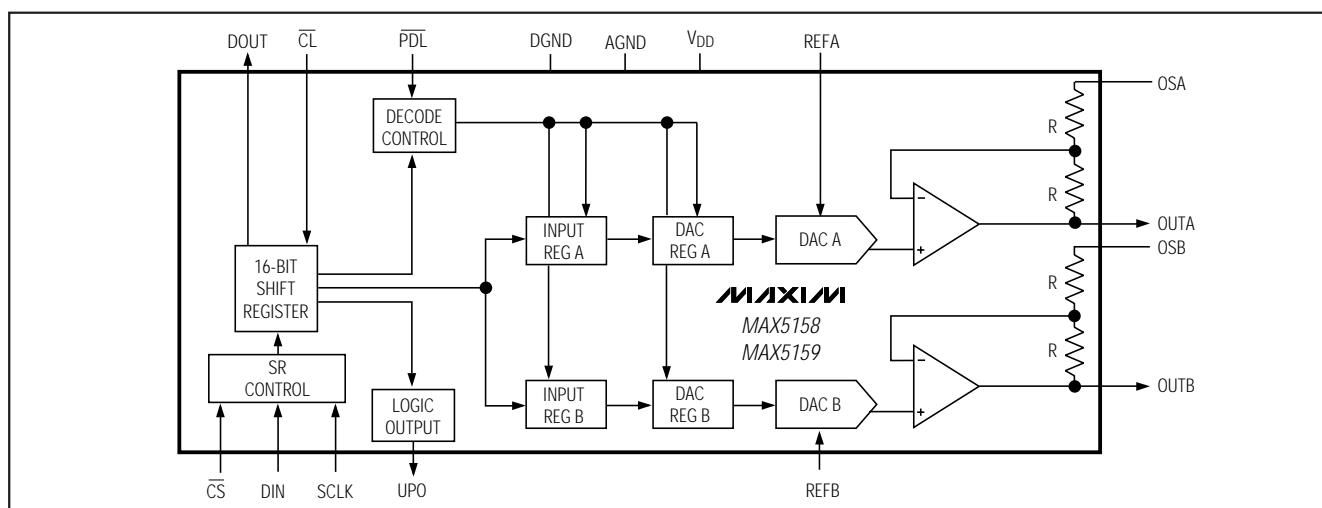 DOUT
CL
PDL
DGND
AGND
VDD
REFA
OSA
DECODE
CONTROL
R
R
INPUT
REG A
DAC
REG A
DAC A
−
+
OUTA
OSB
16-BIT
SHIFT
REGISTER
MAXIM
MAX5158
MAX5159
R
R
SR
CONTROL
LOGIC
OUTPUT
INPUT
REG B
DAC
REG B
DAC B
−
+
OUTB
CS
DIN
SCLK
UPO
REFB